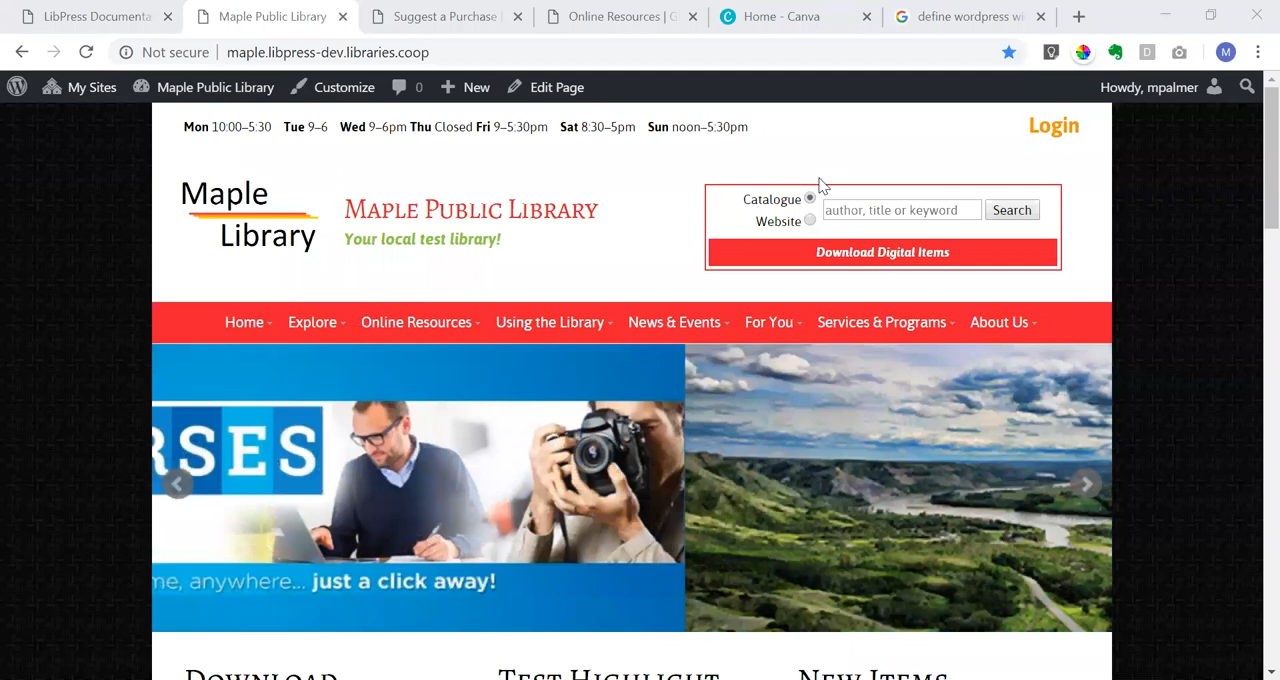 LibPress Documenta
Maple Public Library
Suggest a Purchase
Online Resources | G
Home - Canva
define wordpress wi
Not secure | maple.libpress-dev.libraries.coop
My Sites Maple Public Library Customize 0 New Edit Page Howdy, mpalmer
Mon 10:00–5:30 Tue 9–6 Wed 9–6pm Thu Closed Fri 9–5:30pm Sat 8:30–5pm Sun noon–5:30pm
Login
Maple
Library
Maple Public Library
Your local test library!
Catalogue
Website
author, title or keyword
Search
Download Digital Items
Home Explore Online Resources Using the Library News & Events For You Services & Programs About Us
RSES
me, anywhere... just a click away!
Download Test Highlight New Items